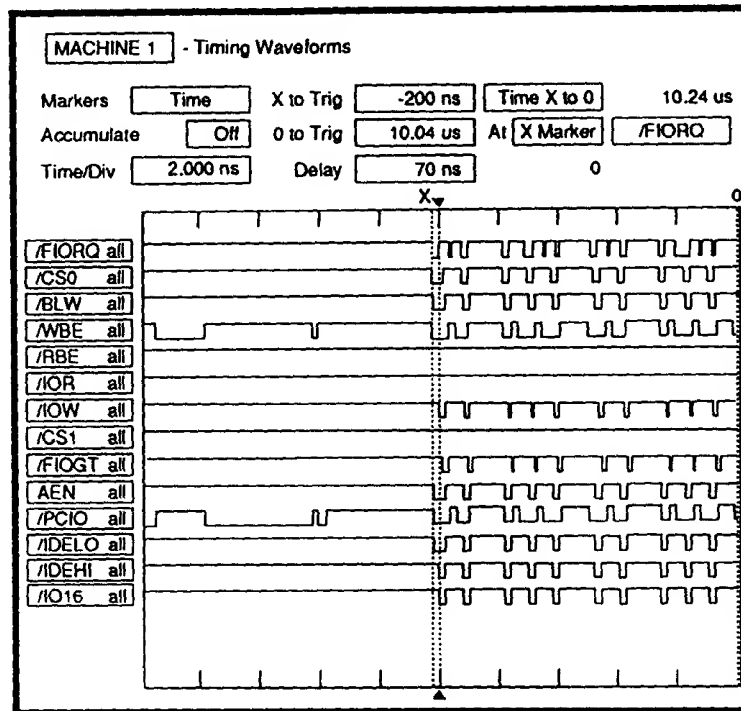 MACHINE 1 - Timing Waveforms
Markers Time X to Trig -200 ns Time X to 0 10.24 us
Accumulate Off 0 to Trig 10.04 us At X Marker /FIORQ
Time/Div 2.000 ns Delay 70 ns 0
X 0
/FIORQ all
/CS0 all
/BLW all
/WBE all
/RBE all
/IOR all
/IOW all
/CS1 all
/FIOGT all
AEN all
/PCIO all
/IDELO all
/IDEHI all
/IO16 all